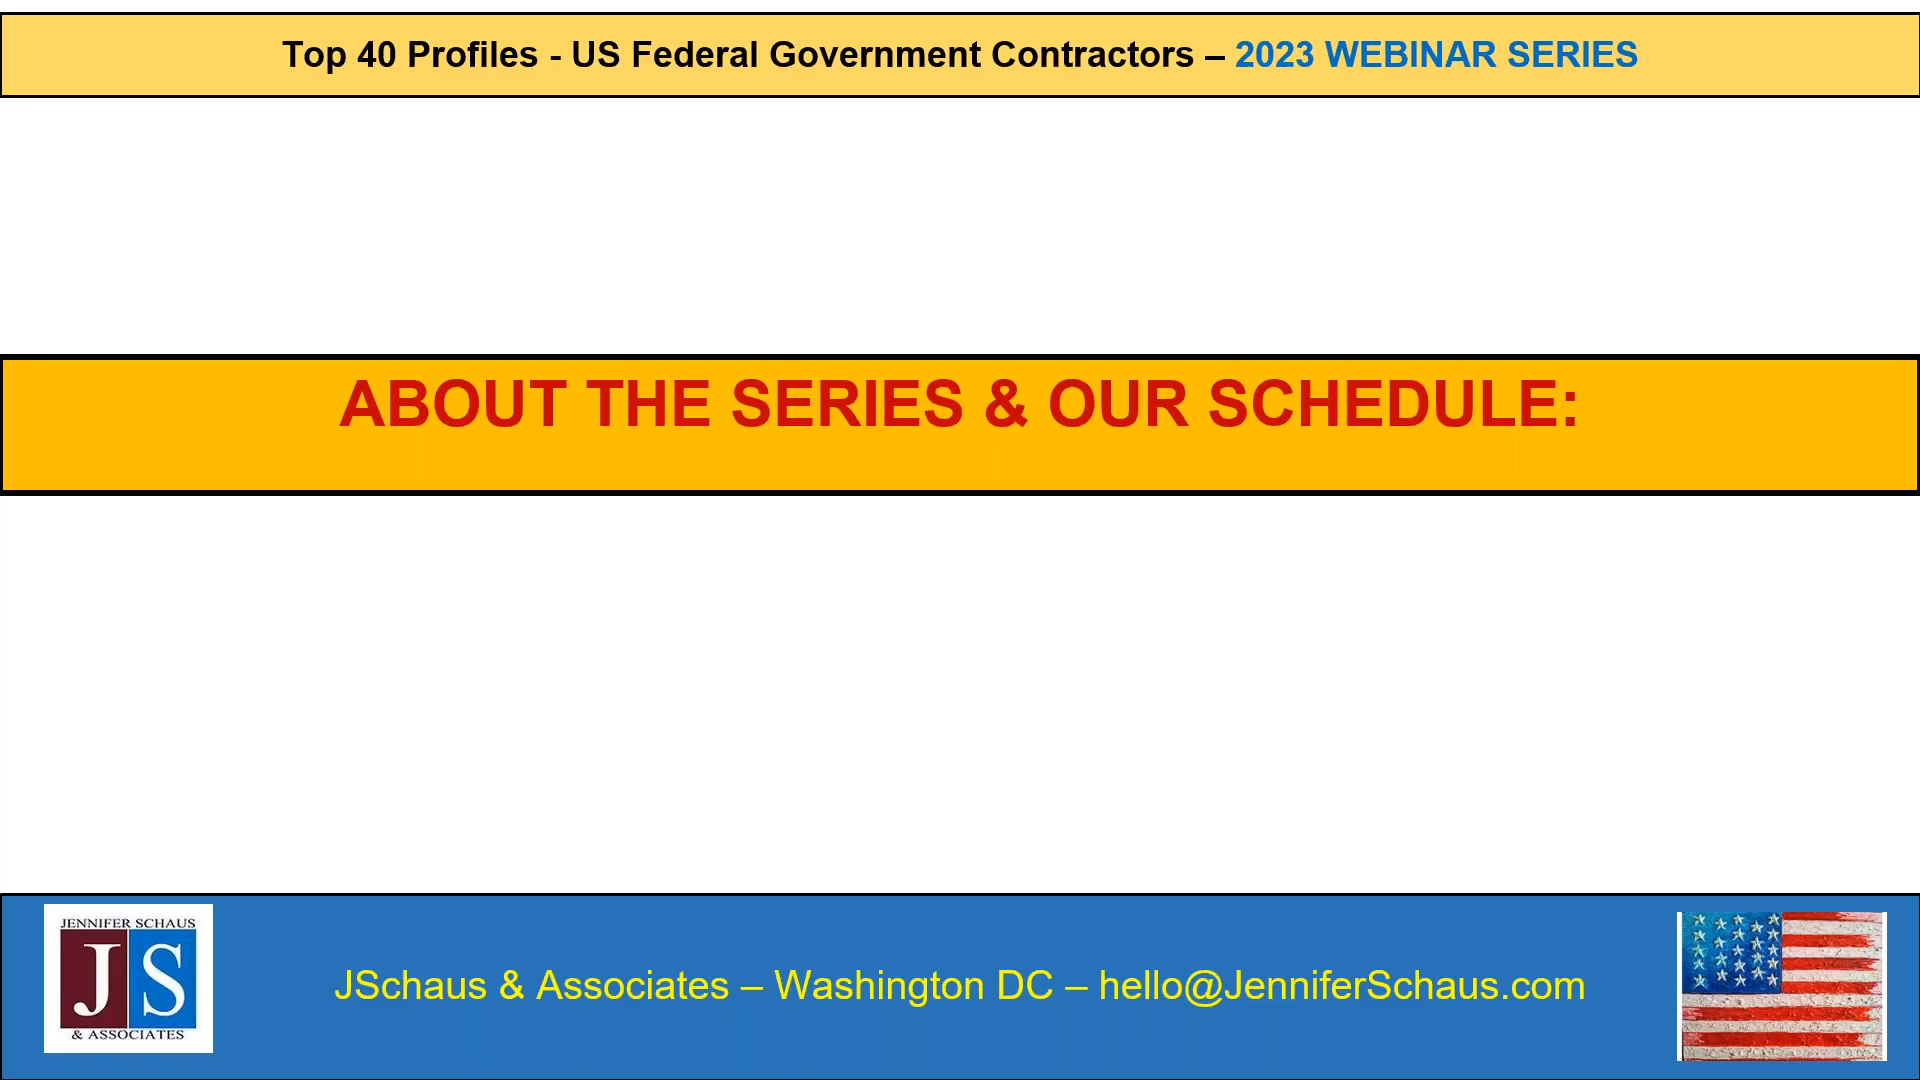 Top 40 Profiles - US Federal Government Contractors – 2023 WEBINAR SERIES
ABOUT THE SERIES & OUR SCHEDULE:
JENNIFER SCHAUS
JS
& ASSOCIATES
JSchaus & Associates – Washington DC – hello@JenniferSchaus.com